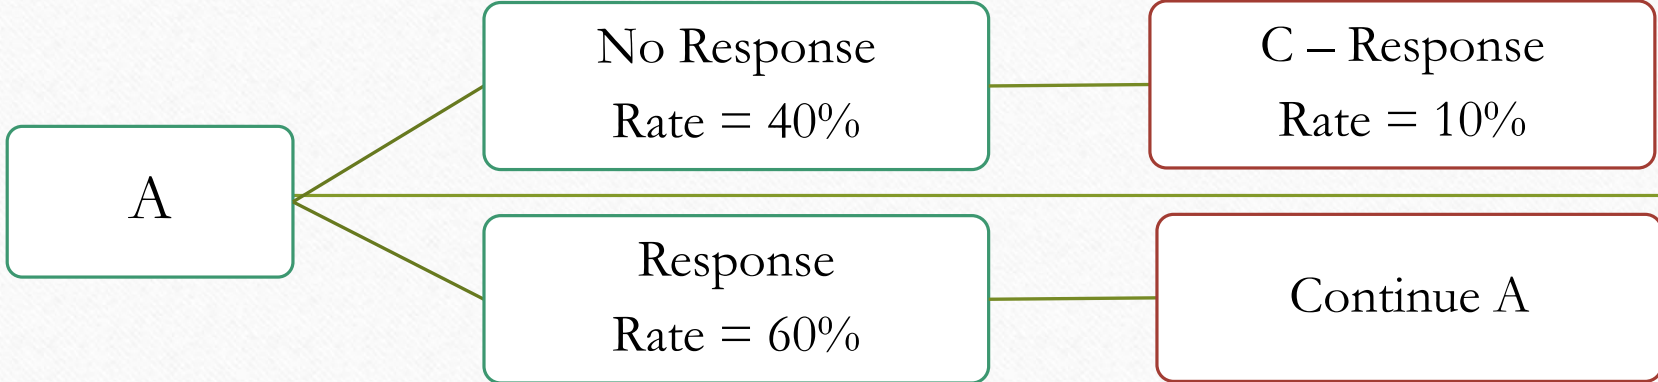 A
No Response
Rate = 40%
C – Response
Rate = 10%
Response
Rate = 60%
Continue A